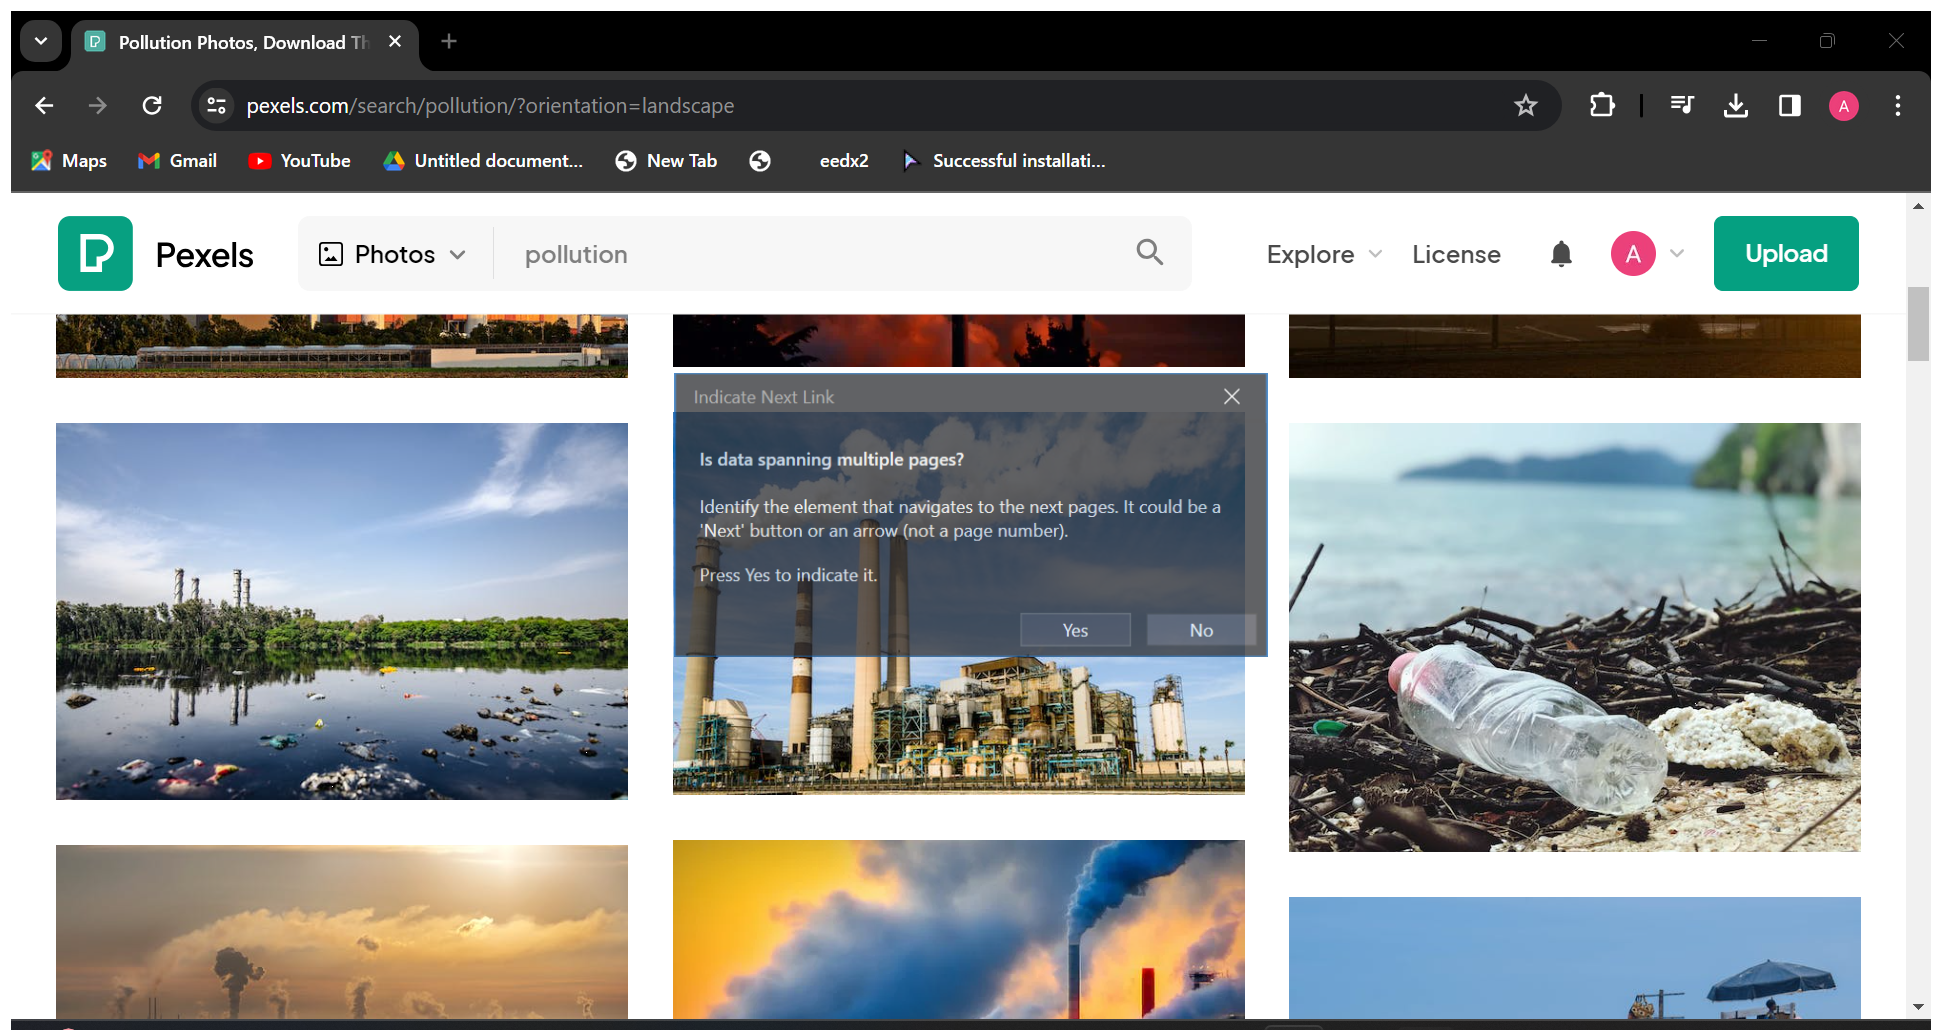 Pollution Photos, Download Th
pexels.com/search/pollution/?orientation=landscape
A
Maps
Gmail
YouTube
Untitled document...
New Tab
eedx2
Successful installati...
Pexels
Photos
pollution
Explore
License
A
Upload
Indicate Next Link
Is data spanning multiple pages?
Identify the element that navigates to the next pages. It could be a
'Next' button or an arrow (not a page number).
Press Yes to indicate it.
Yes
No